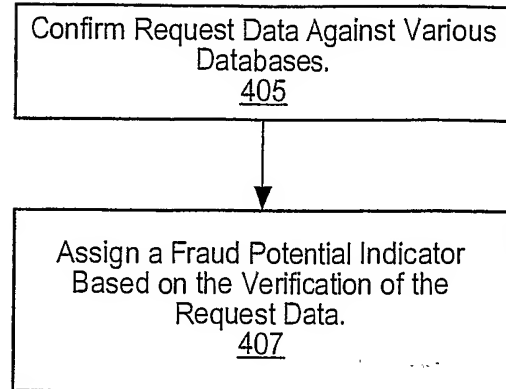 Confirm Request Data Against Various
Databases.
405
Assign a Fraud Potential Indicator
Based on the Verification of the
Request Data.
407